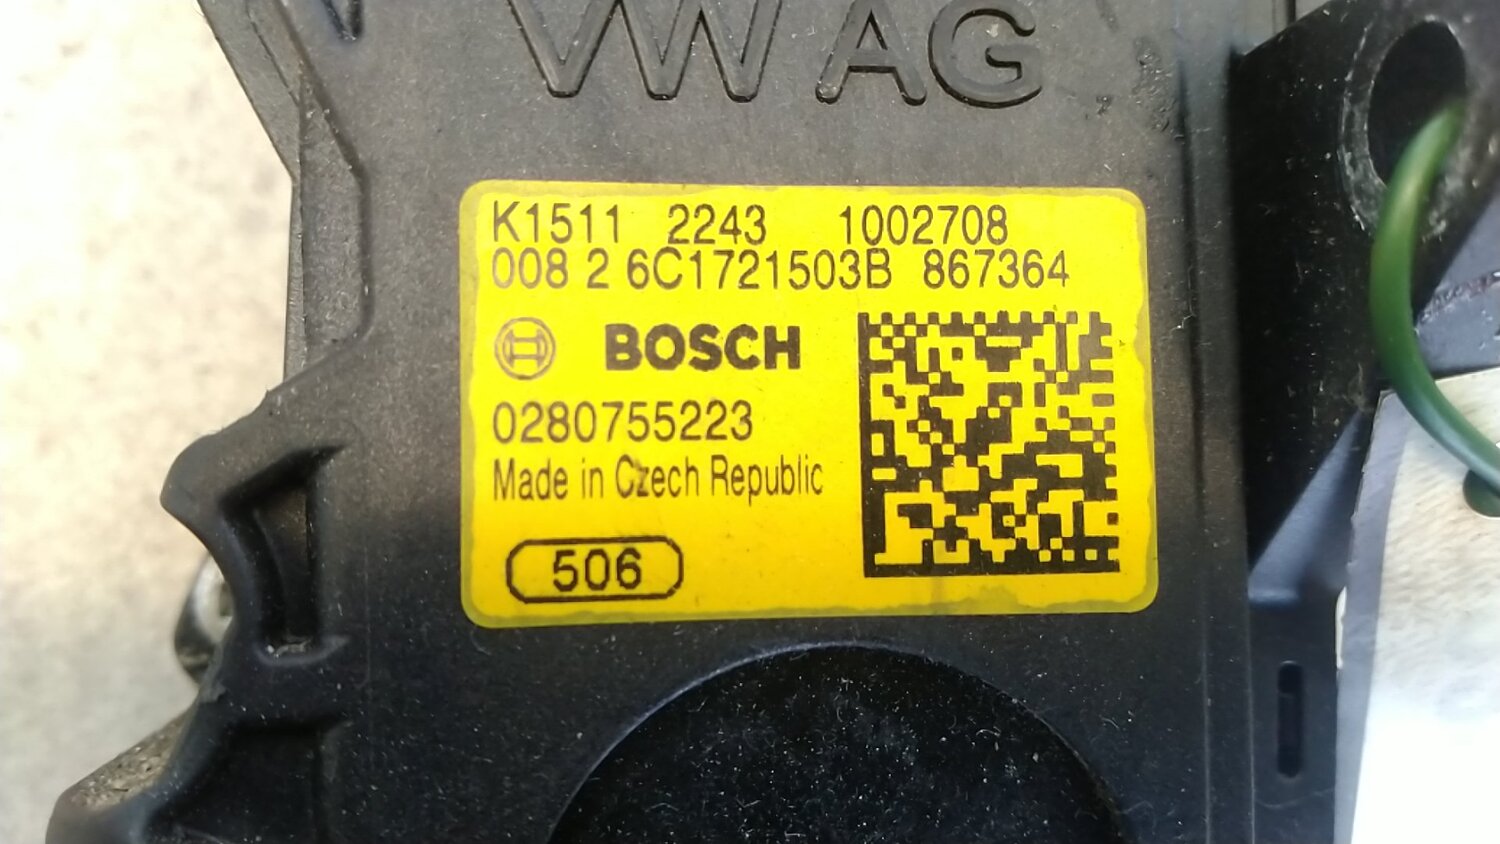 VW AG
K1511 2243 1002708
008 2 6C1721503B 867364
BOSCH
0280755223
Made in Czech Republic
506